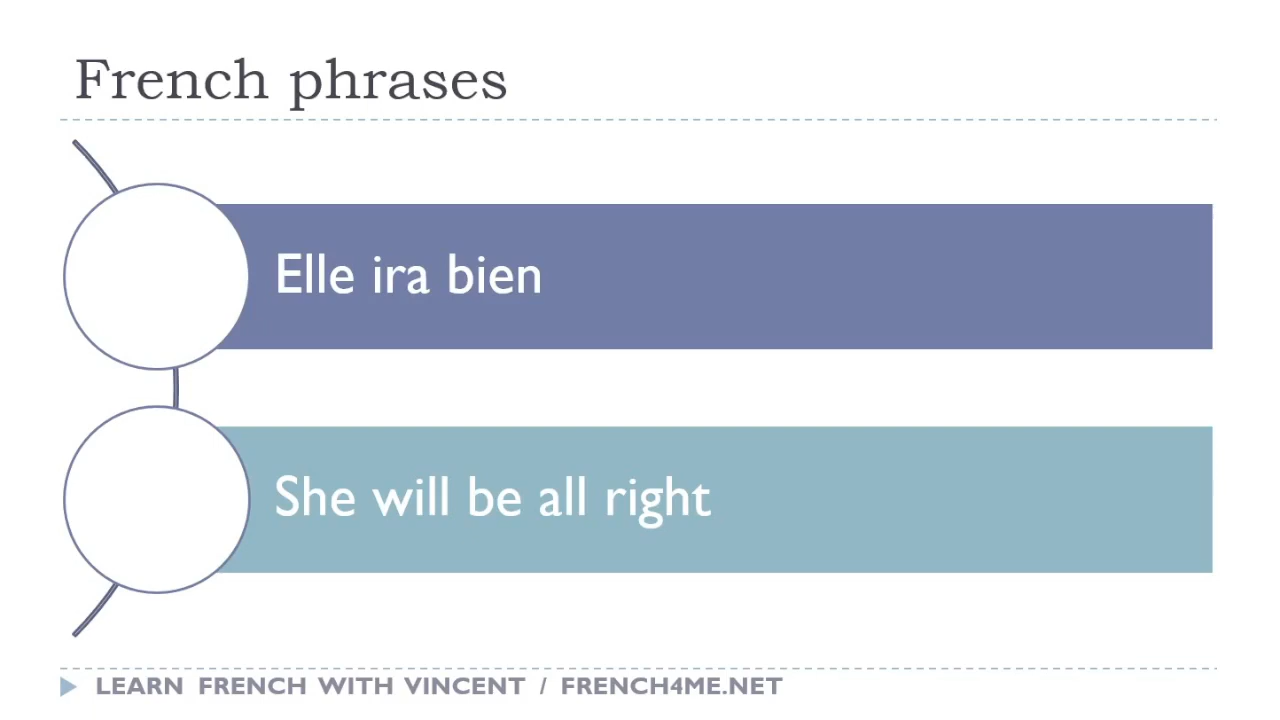 French phrases
Elle ira bien
She will be all right
LEARN FRENCH WITH VINCENT / FRENCH4ME.NET